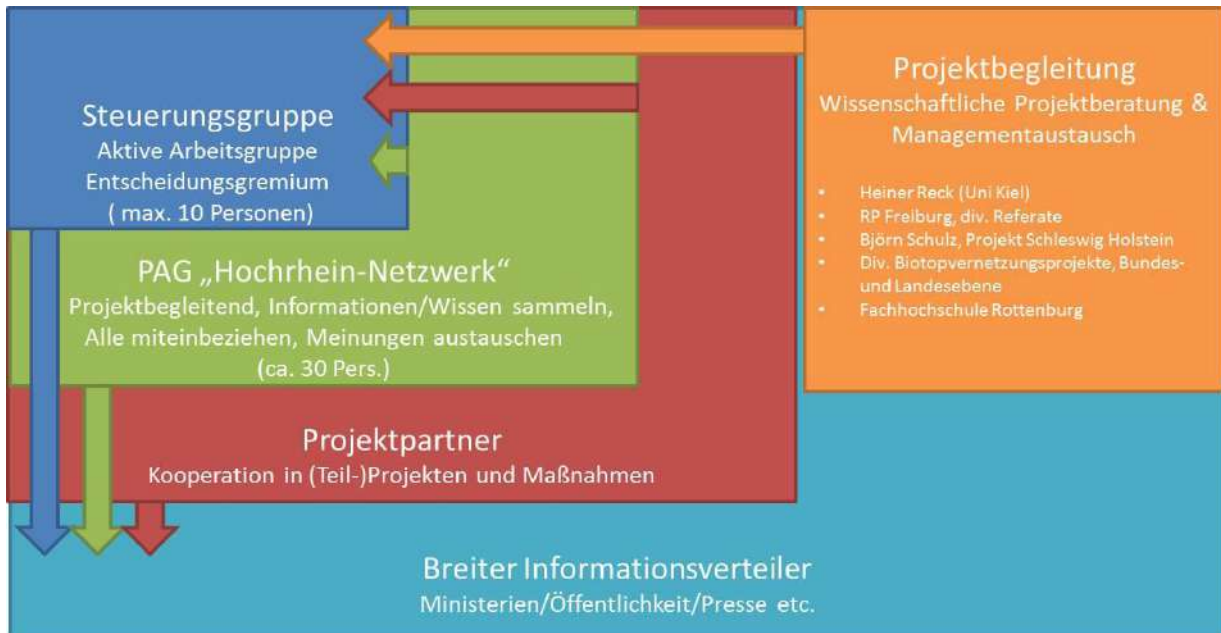 Steuerungsgruppe
Aktive Arbeitsgruppe
Entscheidungsgremium
( max. 10 Personen)
PAG „Hochrhein-Netzwerk“
Projektbegleitend, Informationen/Wissen sammeln,
Alle miteinbeziehen, Meinungen austauschen
(ca. 30 Pers.)
Projektpartner
Kooperation in (Teil-)Projekten und Maßnahmen
Projektbegleitung
Wissenschaftliche Projektberatung &
Managementaustausch
• Heiner Reck (Uni Kiel)
• RP Freiburg, div. Referate
• Björn Schulz, Projekt Schleswig Holstein
• Div. Biotopvernetzungsprojekte, Bundes-
und Landesebene
• Fachhochschule Rottenburg
Breiter Informationsverteiler
Ministerien/Öffentlichkeit/Presse etc.